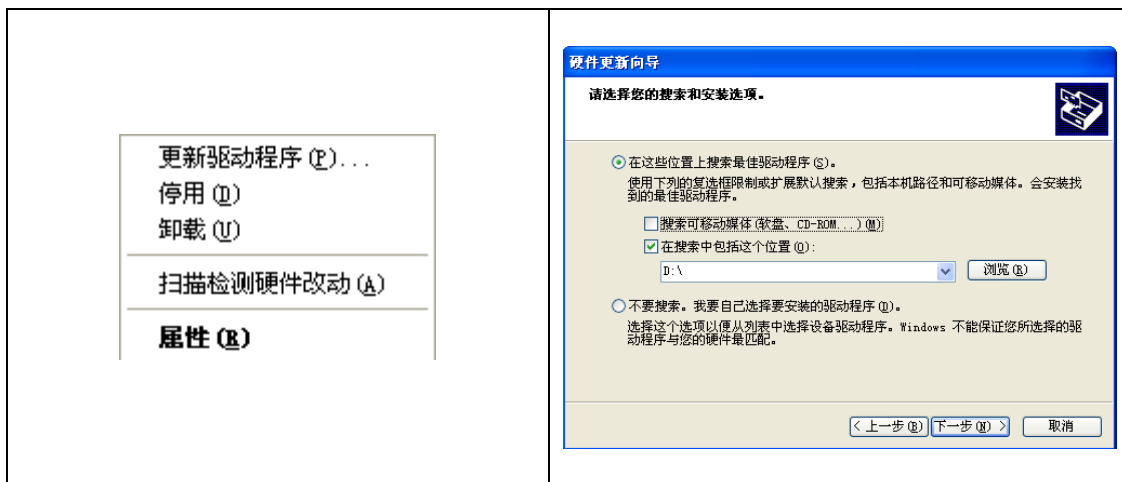 更新驱动程序(P)...
停用(D)
卸载(U)
扫描检测硬件改动(A)
属性(R)
硬件更新向导
请选择您的搜索和安装选项。
在这些位置上搜索最佳驱动程序(S)。
使用下列的复选框限制或扩展默认搜索，包括本机路径和可移动媒体。会安装找
到的最佳驱动程序。
搜索可移动媒体(软盘、CD-ROM...)(M)
在搜索中包括这个位置(O):
D:\
浏览(R)
不要搜索。我要自己选择要安装的驱动程序(D)。
选择这个选项以便从列表中选择设备驱动程序。Windows 不能保证您所选择的驱
动程序与您的硬件最匹配。
< 上一步(B) 下一步(N) > 取消